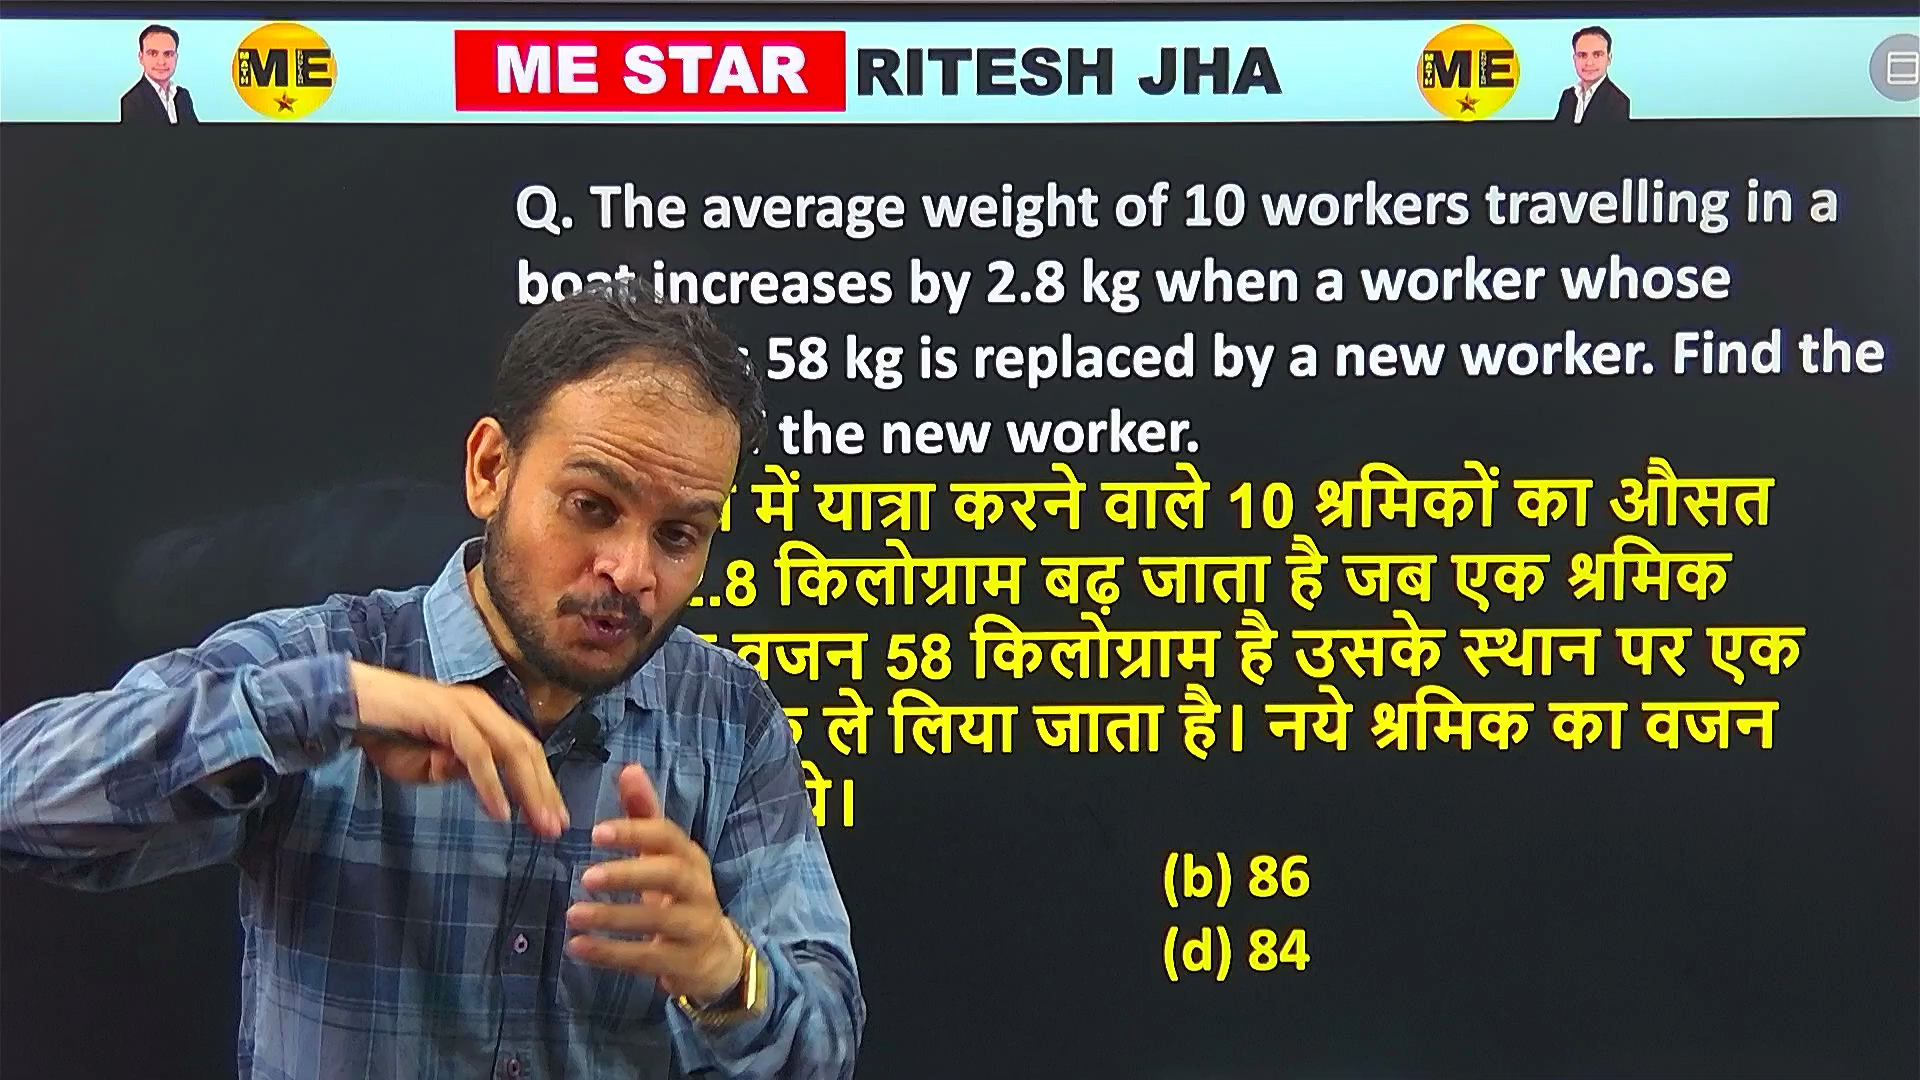 ME
ME STAR RITESH JHA
ME
Q. The average weight of 10 workers travelling in a
boat increases by 2.8 kg when a worker whose
58 kg is replaced by a new worker. Find the
the new worker.
में यात्रा करने वाले 10 श्रमिकों का औसत
.8 किलोग्राम बढ़ जाता है जब एक श्रमिक
वजन 58 किलोग्राम है उसके स्थान पर एक
ले लिया जाता है। नये श्रमिक का वजन
(b) 86
(d) 84